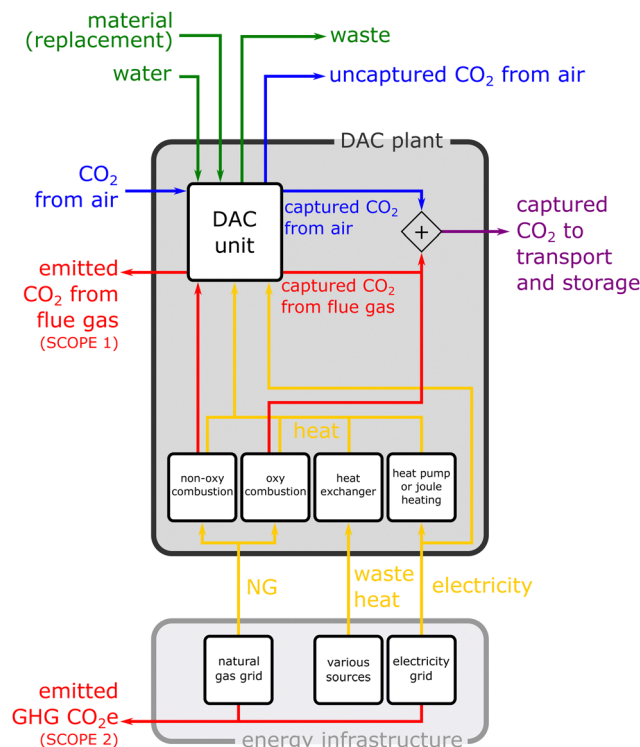 material
(replacement)
waste
water
uncaptured CO₂ from air
DAC plant
CO₂
from air
DAC
unit
captured CO₂
from air
+
captured
CO₂ to
transport
and storage
emitted
CO₂ from
flue gas
(SCOPE 1)
captured CO₂
from flue gas
heat
non-oxy
combustion
oxy
combustion
heat
exchanger
heat pump
or joule
heating
NG
waste
heat
electricity
natural
gas grid
various
sources
electricity
grid
emitted
GHG CO₂e
(SCOPE 2)
energy infrastructure